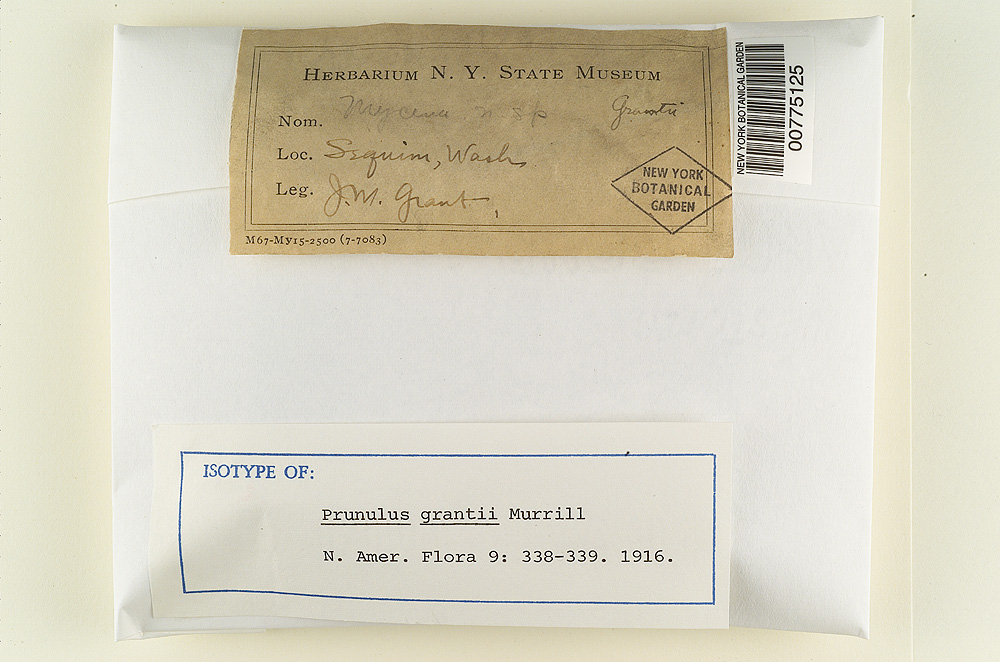 HERBARIUM N. Y. STATE MUSEUM
Nom. Mycena n sp Grantii
Loc. Sequim, Wash
Leg. J. M. Grant
M67-My15-2500 (7-7083)
NEW YORK
BOTANICAL
GARDEN
NEW YORK BOTANICAL GARDEN
00775125
ISOTYPE OF:
Prunulus grantii Murrill
N. Amer. Flora 9: 338-339. 1916.